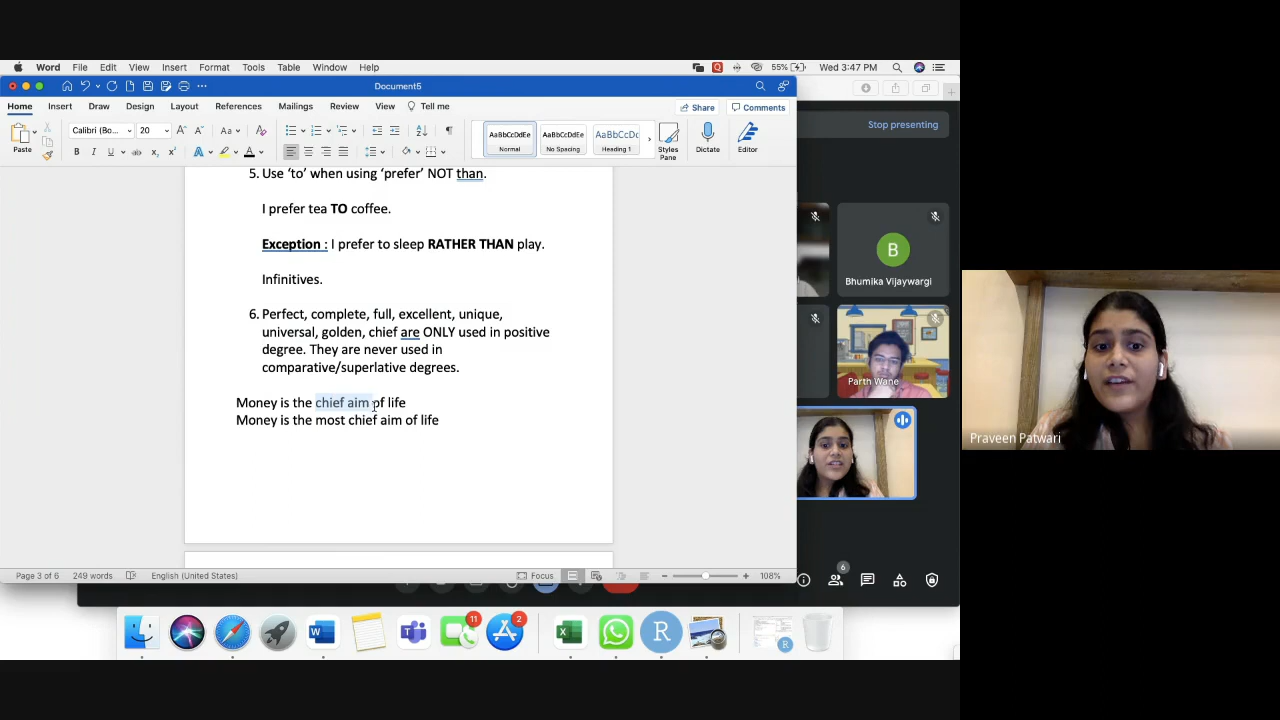 Word File Edit View Insert Format Tools Table Window Help
55% Wed 3:47 PM
Document5
Home Insert Draw Design Layout References Mailings Review View Tell me
Share Comments
Stop presenting
Paste
Calibri (Bo... 20
AaBbCcDdEe AaBbCcDdEe AaBbCcDc
Normal No Spacing Heading 1
Styles Pane
Dictate
Editor
5. Use ‘to’ when using ‘prefer’ NOT than.
I prefer tea TO coffee.
Exception : I prefer to sleep RATHER THAN play.
Infinitives.
6. Perfect, complete, full, excellent, unique,
universal, golden, chief are ONLY used in positive
degree. They are never used in
comparative/superlative degrees.
Money is the chief aim of life
Money is the most chief aim of life
B
Bhumika Vijaywargi
Parth Wane
Praveen Patwari
Page 3 of 6 249 words English (United States) Focus 108%
6
11
2